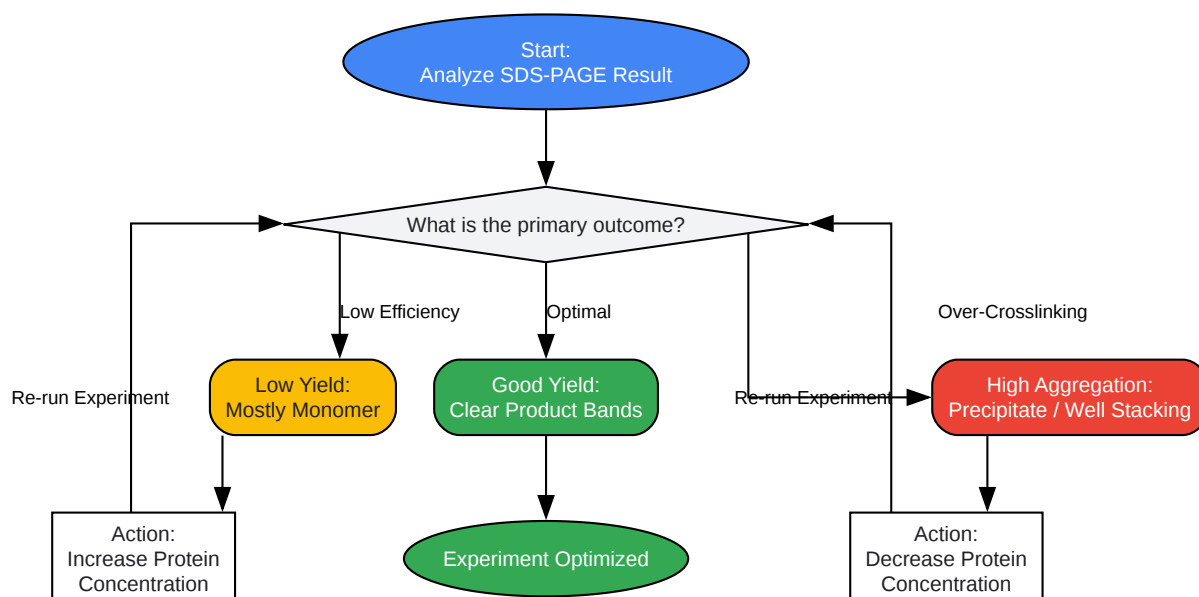 Start:
Analyze SDS-PAGE Result
What is the primary outcome?
Low Efficiency
Optimal
Over-Crosslinking
Re-run Experiment
Low Yield:
Mostly Monomer
Good Yield:
Clear Product Bands
Re-run Experiment
High Aggregation:
Precipitate / Well Stacking
Action:
Increase Protein
Concentration
Experiment Optimized
Action:
Decrease Protein
Concentration